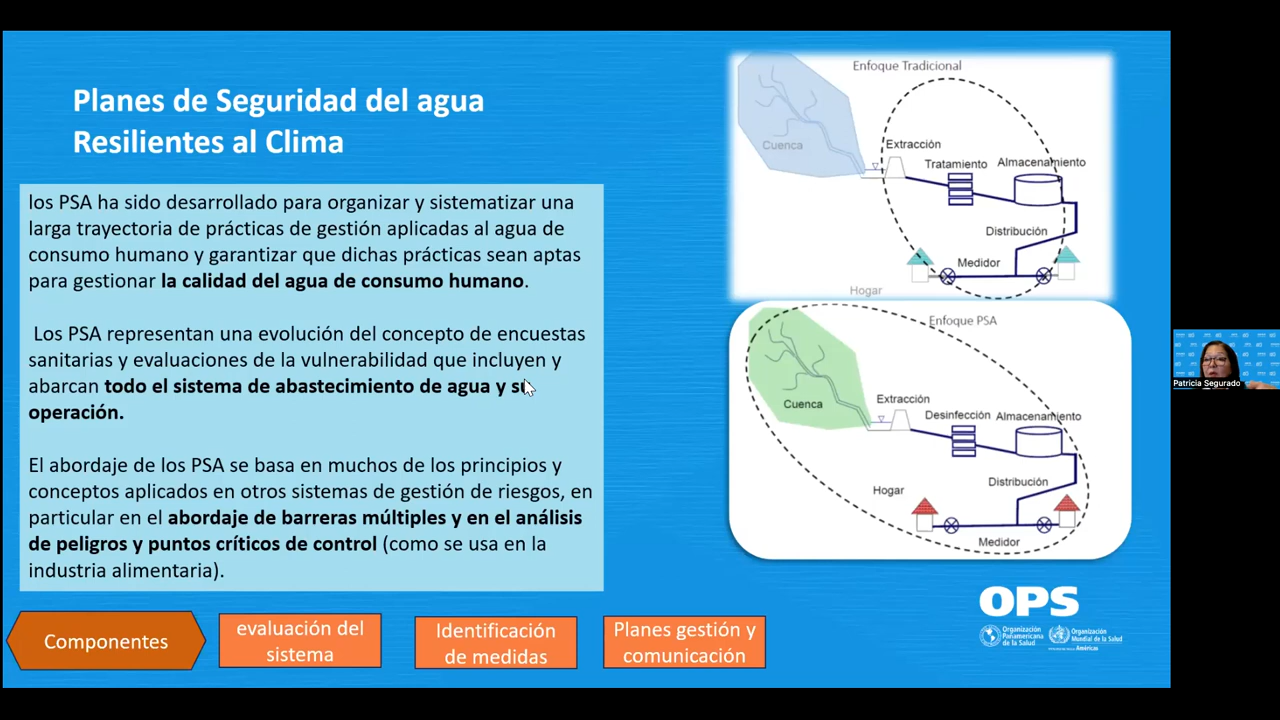 Planes de Seguridad del agua
Resilientes al Clima
los PSA ha sido desarrollado para organizar y sistematizar una
larga trayectoria de prácticas de gestión aplicadas al agua de
consumo humano y garantizar que dichas prácticas sean aptas
para gestionar la calidad del agua de consumo humano.
Los PSA representan una evolución del concepto de encuestas
sanitarias y evaluaciones de la vulnerabilidad que incluyen y
abarcan todo el sistema de abastecimiento de agua y su
operación.
El abordaje de los PSA se basa en muchos de los principios y
conceptos aplicados en otros sistemas de gestión de riesgos, en
particular en el abordaje de barreras múltiples y en el análisis
de peligros y puntos críticos de control (como se usa en la
industria alimentaria).
Componentes
evaluación del
sistema
Identificación
de medidas
Planes gestión y
comunicación
Enfoque Tradicional
Cuenca
Extracción
Tratamiento
Almacenamiento
Distribución
Medidor
Hogar
Enfoque PSA
Cuenca
Extracción
Desinfección
Almacenamiento
Distribución
Hogar
Medidor
OPS
Organización
Panamericana
de la Salud
Organización
Mundial de la Salud
Américas
Patricia Segurado